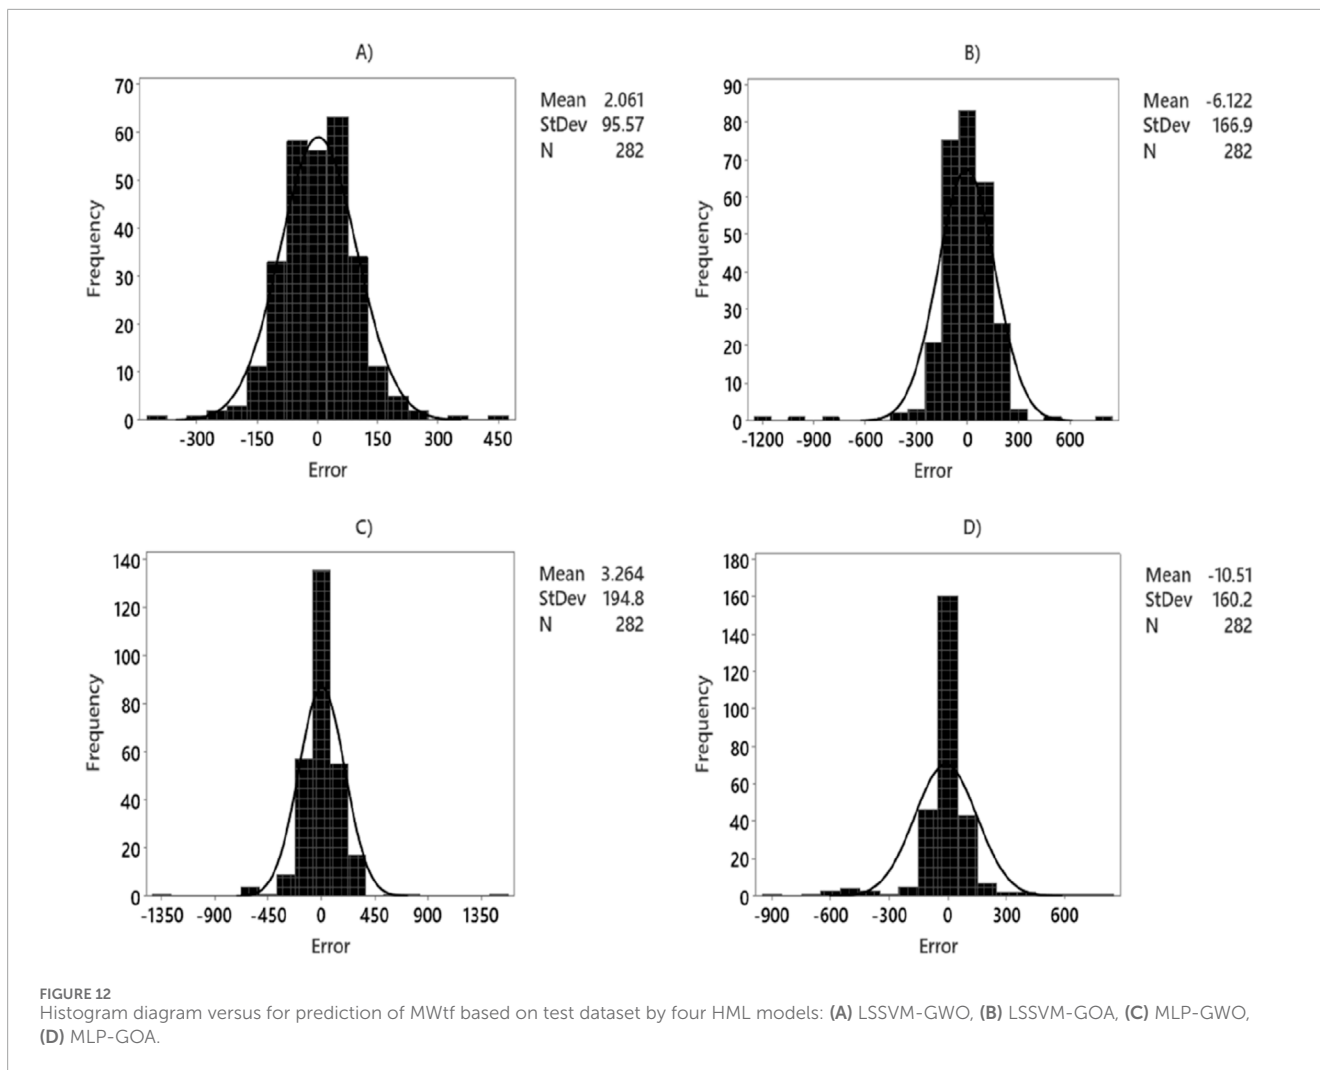 A)
Mean 2.061
StDev 95.57
N 282
70
60
50
40
30
20
10
0
Frequency
-300 -150 0 150 300 450
Error
B)
Mean -6.122
StDev 166.9
N 282
90
80
70
60
50
40
30
20
10
0
Frequency
-1200 -900 -600 -300 0 300 600
Error
C)
Mean 3.264
StDev 194.8
N 282
140
120
100
80
60
40
20
0
Frequency
-1350 -900 -450 0 450 900 1350
Error
D)
Mean -10.51
StDev 160.2
N 282
180
160
140
120
100
80
60
40
20
0
Frequency
-900 -600 -300 0 300 600
Error
FIGURE 12
Histogram diagram versus for prediction of MWtf based on test dataset by four HML models: (A) LSSVM-GWO, (B) LSSVM-GOA, (C) MLP-GWO,
(D) MLP-GOA.